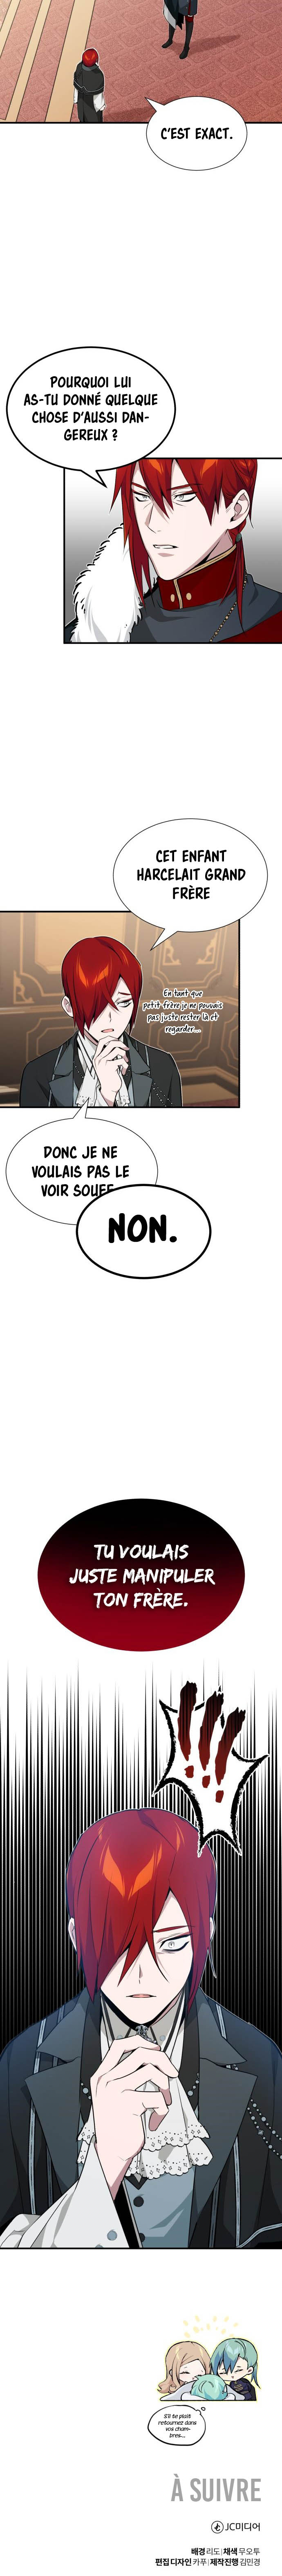 C'EST EXACT.
POURQUOI LUI
AS-TU DONNÉ QUELQUE
CHOSE D'AUSSI DAN-
GEREUX ?
CET ENFANT
HARCELAIT GRAND
FRÈRE
En tant que
petit frère je ne pouvais
pas juste rester là et
regarder...
DONC JE NE
VOULAIS PAS LE
VOIR SOUFF
NON.
TU VOULAIS
JUSTE MANIPULER
TON FRÈRE.
!!!
S'il te plait
retournez dans
vos cham-
bres...
À SUIVRE
JC미디어
배경 리도 | 채색 무오투
편집 디자인 카푸 | 제작진행 김민경